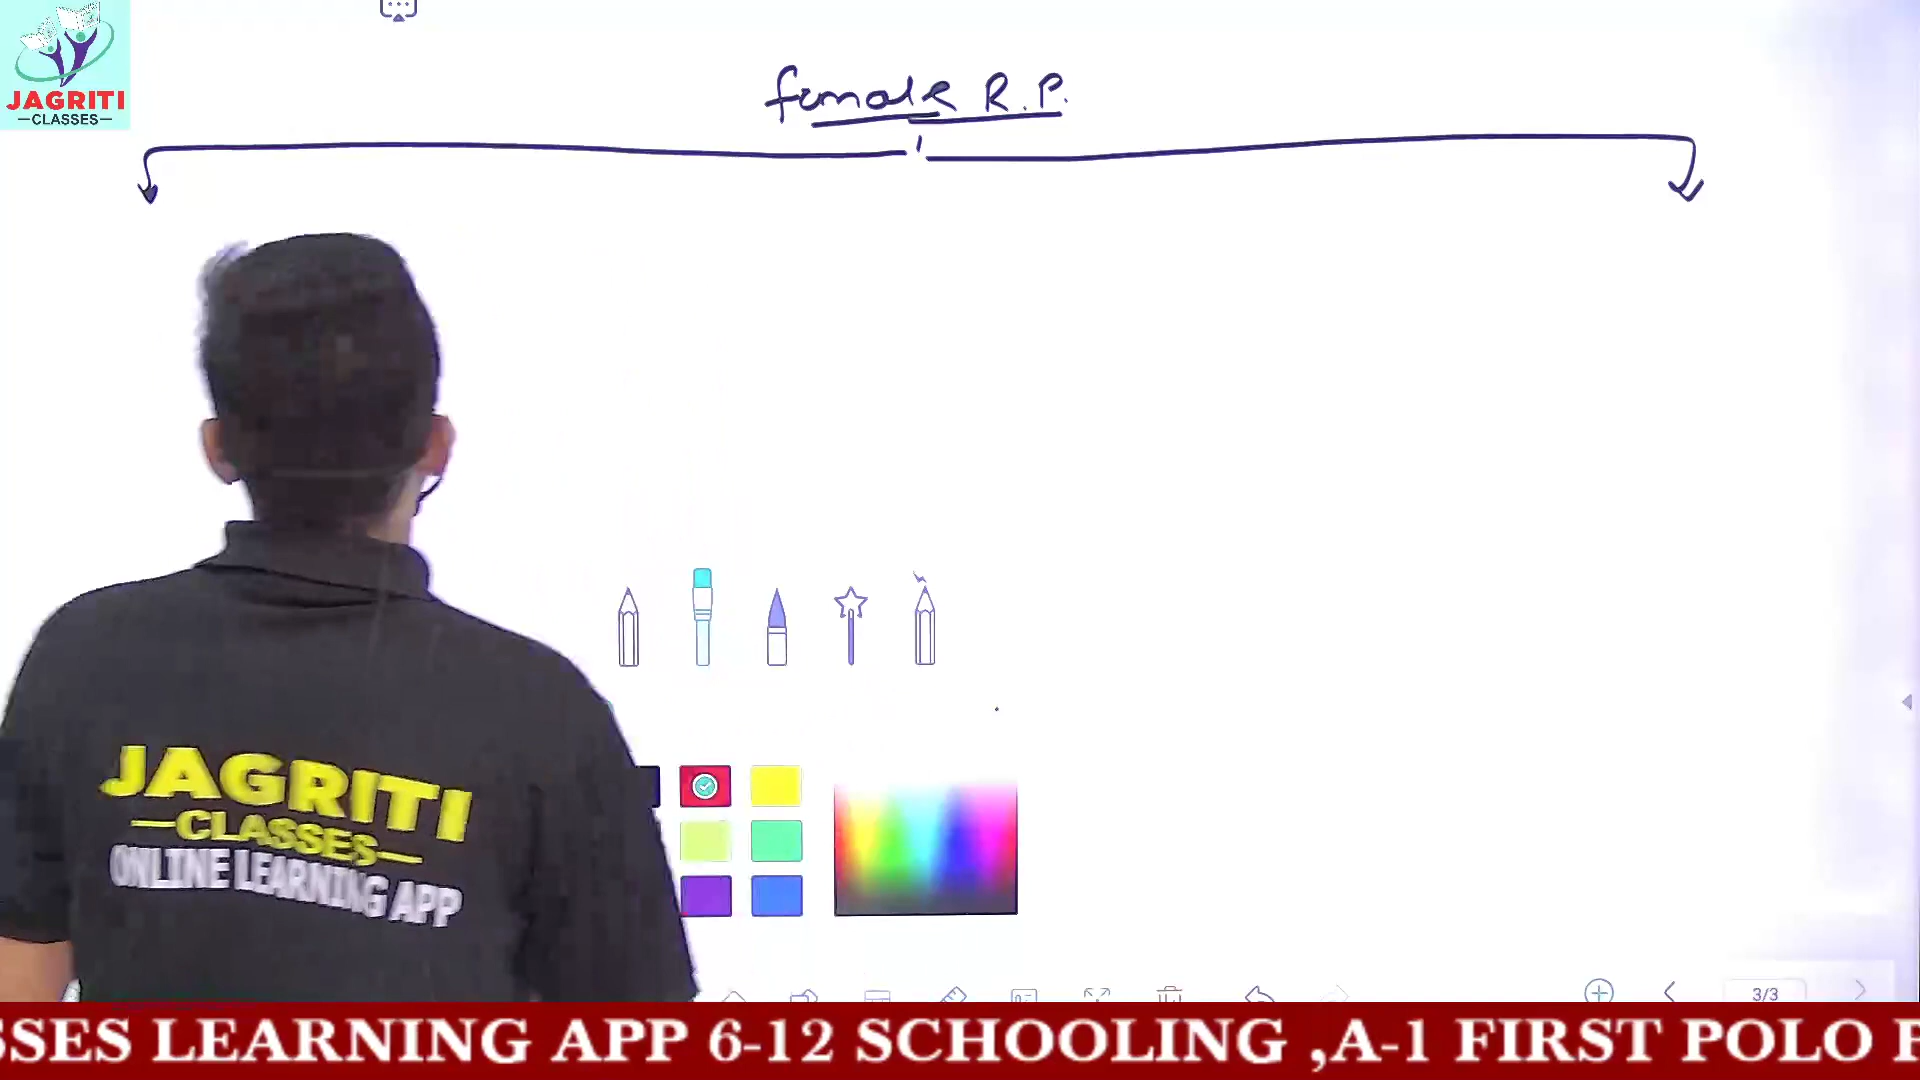 JAGRITI
—CLASSES—
female R.P.
JAGRITI
—CLASSES—
ONLINE LEARNING APP
3/3
SSES LEARNING APP 6-12 SCHOOLING ,A-1 FIRST POLO